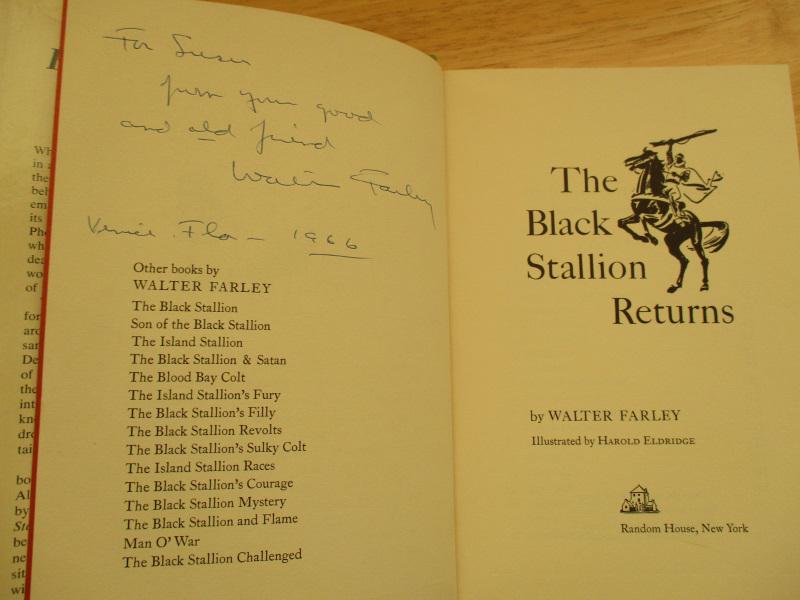 For Susan
from your good
and old friend
Walter Farley
Venice. Fla - 1966
Other books by
WALTER FARLEY
The Black Stallion
Son of the Black Stallion
The Island Stallion
The Black Stallion & Satan
The Blood Bay Colt
The Island Stallion's Fury
The Black Stallion's Filly
The Black Stallion Revolts
The Black Stallion's Sulky Colt
The Island Stallion Races
The Black Stallion's Courage
The Black Stallion Mystery
The Black Stallion and Flame
Man O' War
The Black Stallion Challenged
The
Black
Stallion
Returns
by WALTER FARLEY
Illustrated by HAROLD ELDRIDGE
Random House, New York